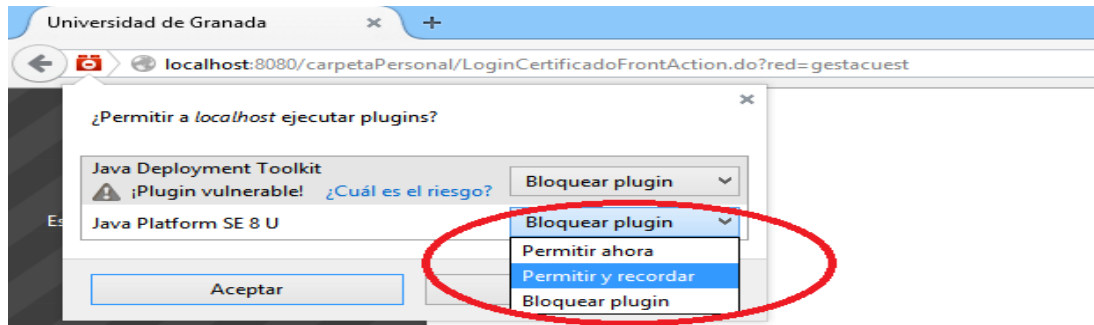 Universidad de Granada
localhost:8080/carpetaPersonal/LoginCertificadoFrontAction.do?red=gestacuest
¿Permitir a localhost ejecutar plugins?
Java Deployment Toolkit
¡Plugin vulnerable! ¿Cuál es el riesgo?
Bloquear plugin
Es
Java Platform SE 8 U
Bloquear plugin
Permitir ahora
Permitir y recordar
Bloquear plugin
Aceptar